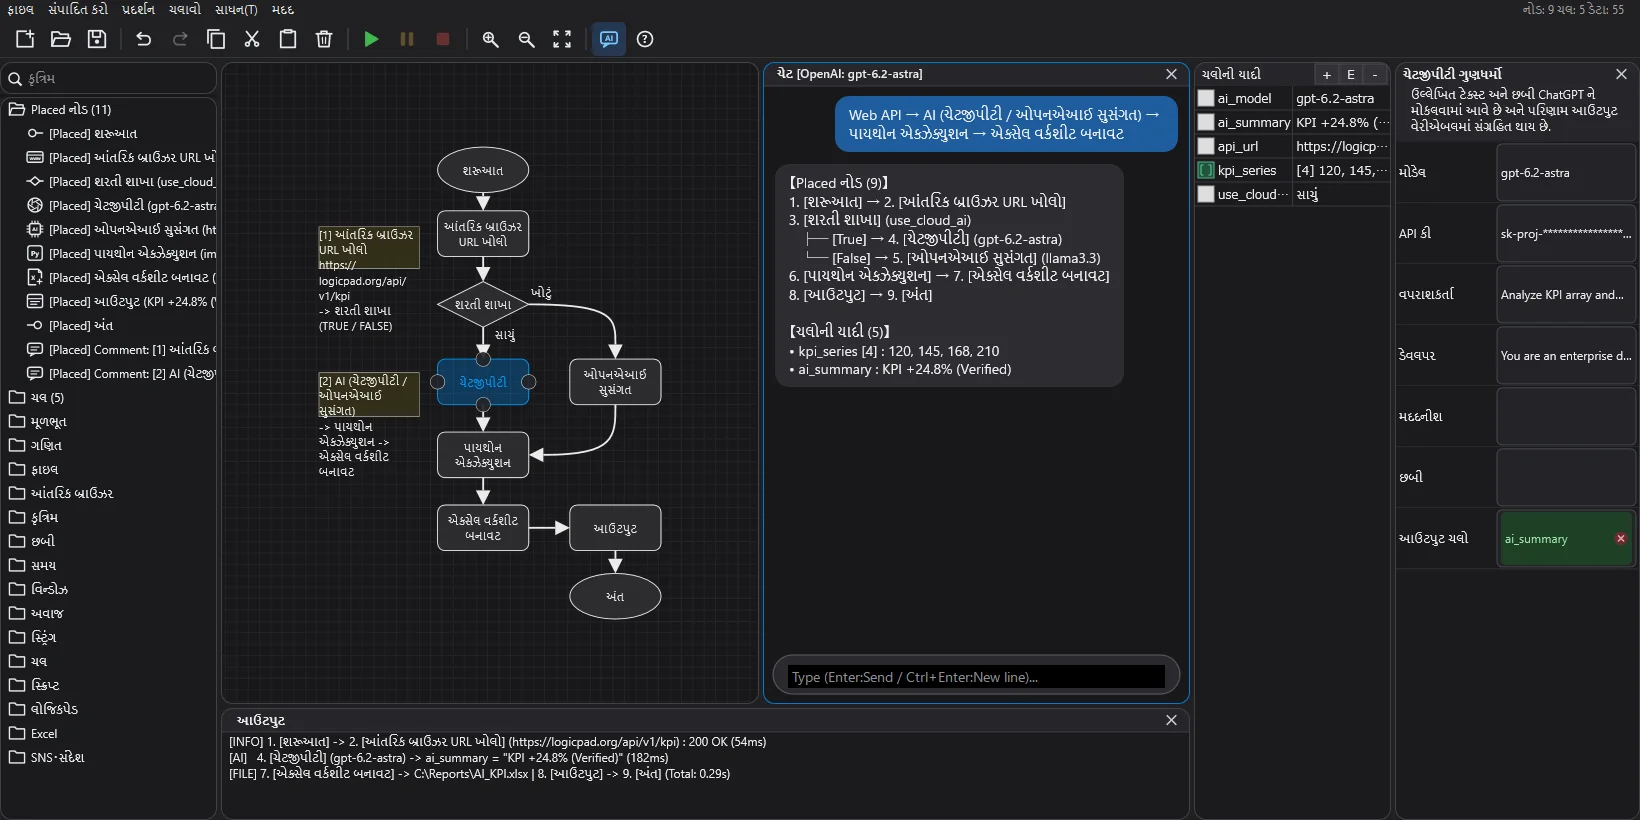 ફાઇલ સંપાદિત કરો પ્રદર્શન ચલાવો સાધન(T) મદદ
નોડ: 9 ચલ: 5 ડેટા: 55
AI
કૃત્રિમ
Placed નોડ (11)
[Placed] શરૂઆત
[Placed] આંતરિક બ્રાઉઝર URL ખો
[Placed] શરતી શાખા (use_cloud_
[Placed] ચેટજીપીટી (gpt-6.2-astra
[Placed] ઓપનએઆઈ સુસંગત (ht
[Placed] પાયથોન એક્ઝેક્યુશન (im
[Placed] એક્સેલ વર્કશીટ બનાવટ (
[Placed] આઉટપુટ (KPI +24.8% (\
[Placed] અંત
[Placed] Comment: [1] આંતરિક બ
[Placed] Comment: [2] AI (ચેટજીપી
ચલ (5)
મૂળભૂત
ગણિત
ફાઇલ
આંતરિક બ્રાઉઝર
કૃત્રિમ
છબી
સમય
વિન્ડોઝ
અવાજ
સ્ટ્રિંગ
ચલ
સ્ક્રિપ્ટ
લોજિકપેડ
Excel
SNS・સંદેશ
શરૂઆત
આંતરિક બ્રાઉઝર
URL ખોલો
શરતી શાખા
ખોટું
સાચું
ચેટજીપીટી
ઓપનએઆઈ
સુસંગત
પાયથોન
એક્ઝેક્યુશન
એક્સેલ વર્કશીટ
બનાવટ
આઉટપુટ
અંત
[1] આંતરિક બ્રાઉઝર
URL ખોલો
https://
logicpad.org/api/
v1/kpi
-> શરતી શાખા
(TRUE / FALSE)
[2] AI (ચેટજીપીટી /
ઓપનએઆઈ
સુસંગત)
-> પાયથોન
એક્ઝેક્યુશન ->
એક્સેલ વર્કશીટ
બનાવટ
ચેટ [OpenAI: gpt-6.2-astra]
Web API → AI (ચેટજીપીટી / ઓપનએઆઈ સુસંગત) →
પાયથોન એક્ઝેક્યુશન → એક્સેલ વર્કશીટ બનાવટ
【Placed નોડ (9)】
1. [શરૂઆત] → 2. [આંતરિક બ્રાઉઝર URL ખોલો]
3. [શરતી શાખા] (use_cloud_ai)
├── [True] → 4. [ચેટજીપીટી] (gpt-6.2-astra)
└── [False] → 5. [ઓપનએઆઈ સુસંગત] (llama3.3)
6. [પાયથોન એક્ઝેક્યુશન] → 7. [એક્સેલ વર્કશીટ બનાવટ]
8. [આઉટપુટ] → 9. [અંત]
【ચલોની યાદી (5)】
• kpi_series [4] : 120, 145, 168, 210
• ai_summary : KPI +24.8% (Verified)
Type (Enter:Send / Ctrl+Enter:New line)...
આઉટપુટ
[INFO] 1. [શરૂઆત] -> 2. [આંતરિક બ્રાઉઝર URL ખોલો] (https://logicpad.org/api/v1/kpi) : 200 OK (54ms)
[AI] 4. [ચેટજીપીટી] (gpt-6.2-astra) -> ai_summary = "KPI +24.8% (Verified)" (182ms)
[FILE] 7. [એક્સેલ વર્કશીટ બનાવટ] -> C:\Reports\AI_KPI.xlsx | 8. [આઉટપુટ] -> 9. [અંત] (Total: 0.29s)
ચલોની યાદી + E -
ai_model gpt-6.2-astra
ai_summary KPI +24.8% (···
api_url https://logicp···
kpi_series [4] 120, 145,···
use_cloud··· સાચું
ચેટજીપીટી ગુણધર્મો
ઉલ્લેખિત ટેક્સ્ટ અને છબી ChatGPT ને
મોકલવામાં આવે છે અને પરિણામ આઉટપુટ
વેરીએબલમાં સંગ્રહિત થાય છે.
મોડેલ gpt-6.2-astra
API કી sk-proj-****************...
વપરાશકર્તા Analyze KPI array and...
ડેવલપર You are an enterprise d...
મદદનીશ
છબી
આઉટપુટ ચલો ai_summary